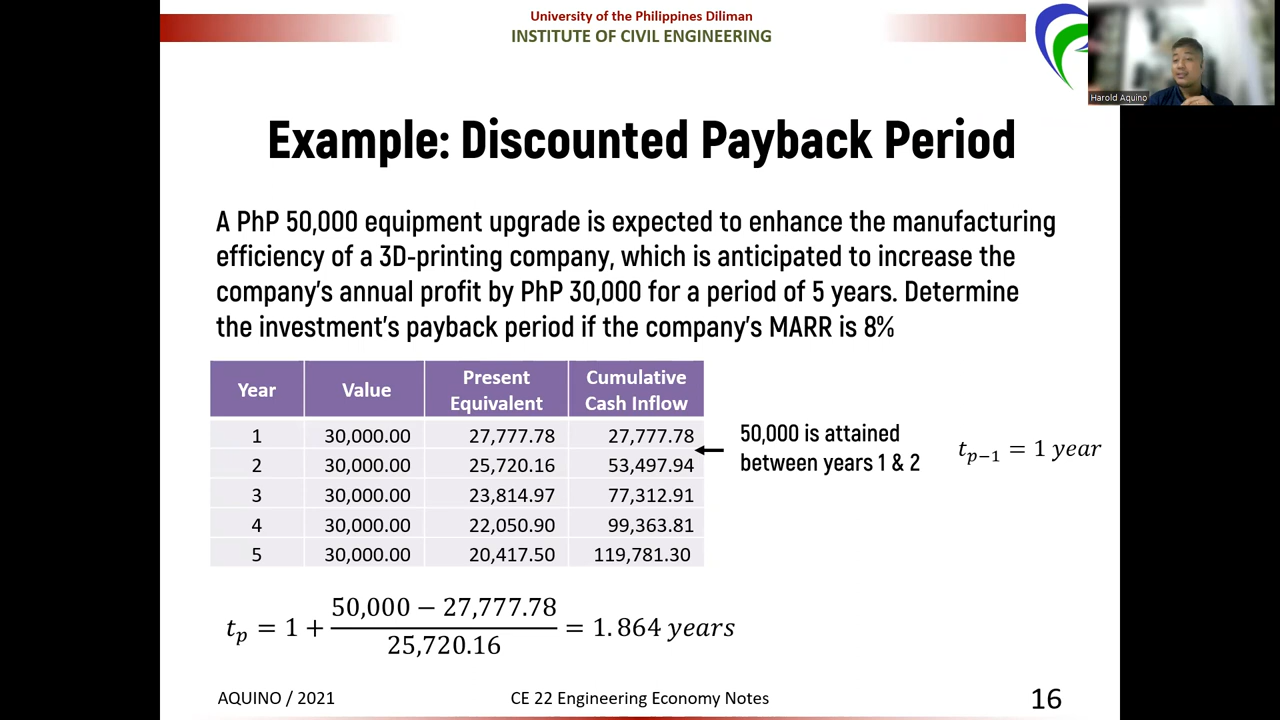 University of the Philippines Diliman
INSTITUTE OF CIVIL ENGINEERING
Harold Aquino
Example: Discounted Payback Period
A PhP 50,000 equipment upgrade is expected to enhance the manufacturing
efficiency of a 3D-printing company, which is anticipated to increase the
company's annual profit by PhP 30,000 for a period of 5 years. Determine
the investment's payback period if the company's MARR is 8%
Year Value Present Equivalent Cumulative Cash Inflow
1 30,000.00 27,777.78 27,777.78
2 30,000.00 25,720.16 53,497.94
3 30,000.00 23,814.97 77,312.91
4 30,000.00 22,050.90 99,363.81
5 30,000.00 20,417.50 119,781.30
50,000 is attained
between years 1 & 2
t_{p−1} = 1 year
t_p = 1 + (50,000 − 27,777.78) / 25,720.16 = 1.864 years
AQUINO / 2021
CE 22 Engineering Economy Notes
16